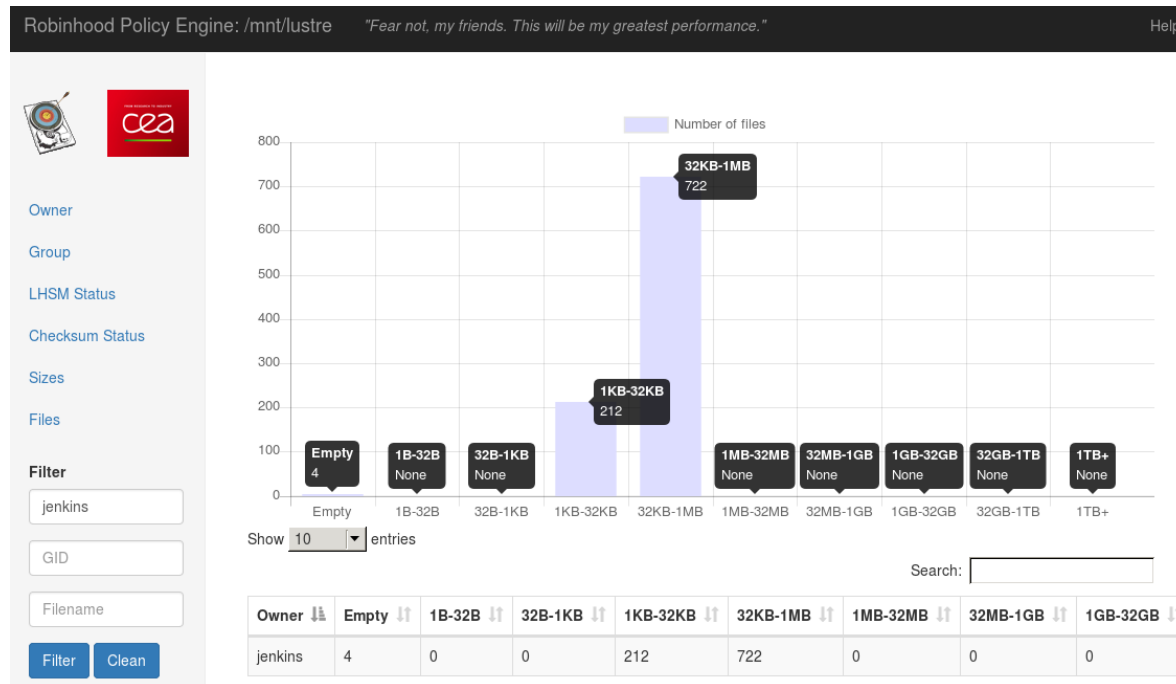 Robinhood Policy Engine: /mnt/lustre "Fear not, my friends. This will be my greatest performance." Help
cea
Owner
Group
LHSM Status
Checksum Status
Sizes
Files
Filter
jenkins
GID
Filename
Filter Clean
Number of files
800
700
600
500
400
300
200
100
0
32KB-1MB
722
1KB-32KB
212
Empty
4
1B-32B
None
32B-1KB
None
1MB-32MB
None
32MB-1GB
None
1GB-32GB
None
32GB-1TB
None
1TB+
None
Empty 1B-32B 32B-1KB 1KB-32KB 32KB-1MB 1MB-32MB 32MB-1GB 1GB-32GB 32GB-1TB 1TB+
Show 10 entries
Search:
Owner Empty 1B-32B 32B-1KB 1KB-32KB 32KB-1MB 1MB-32MB 32MB-1GB 1GB-32GB
jenkins 4 0 0 212 722 0 0 0